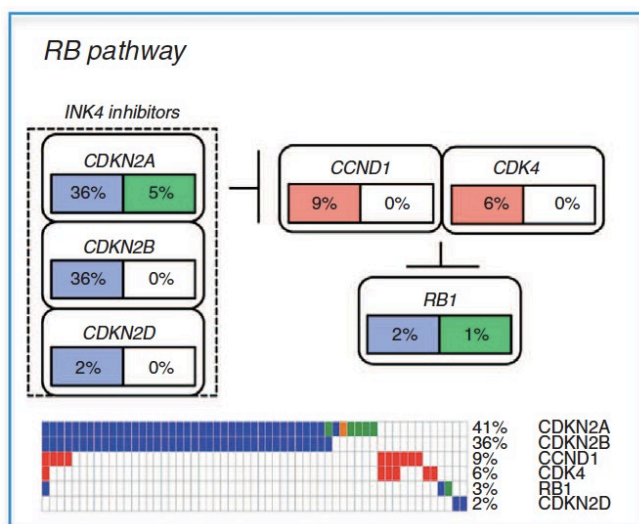 RB pathway
INK4 inhibitors
CDKN2A
36% 5%
CDKN2B
36% 0%
CDKN2D
2% 0%
CCND1
9% 0%
CDK4
6% 0%
RB1
2% 1%
41% CDKN2A
36% CDKN2B
9% CCND1
6% CDK4
3% RB1
2% CDKN2D